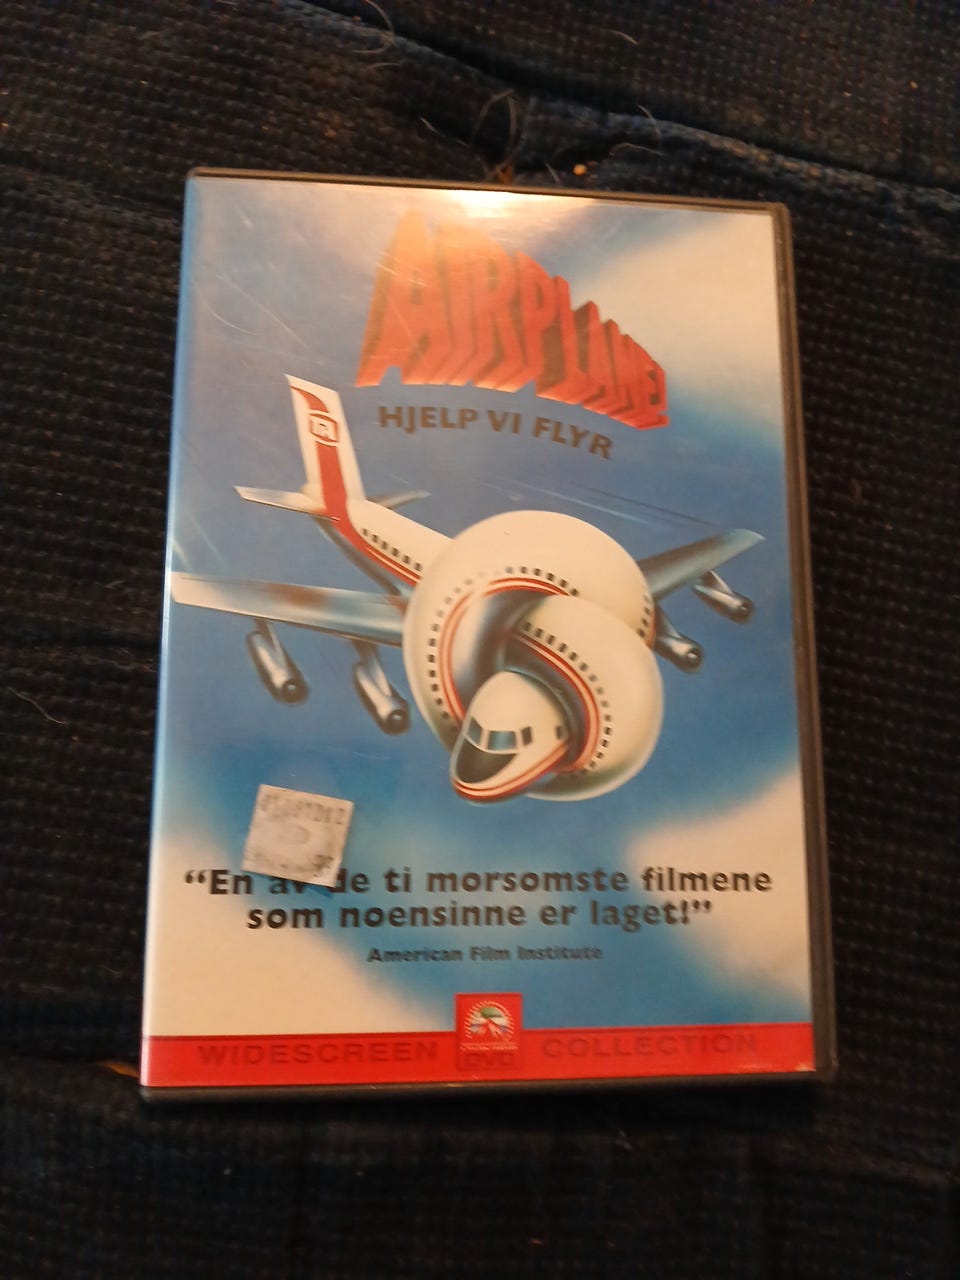 AIRPLANE!
HJELP VI FLYR
“En av de ti morsomste filmene
som noensinne er laget!”
American Film Institute
WIDESCREEN COLLECTION
DVD